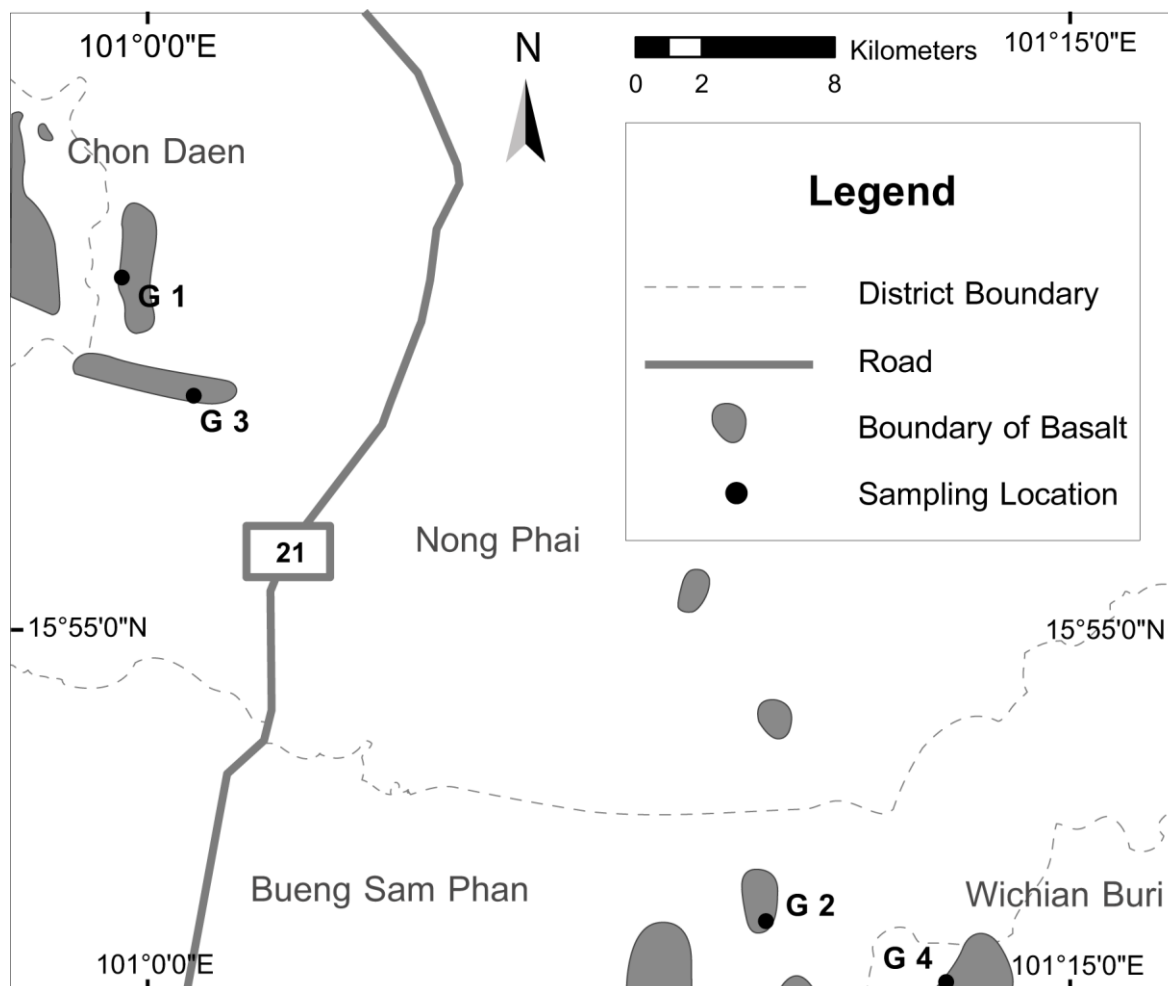 101°0'0"E
N
Kilometers
0 2 8
101°15'0"E
Chon Daen
Legend
District Boundary
Road
Boundary of Basalt
Sampling Location
G 1
G 3
21
Nong Phai
15°55'0"N
15°55'0"N
Bueng Sam Phan
G 2
Wichian Buri
G 4
101°0'0"E
101°15'0"E